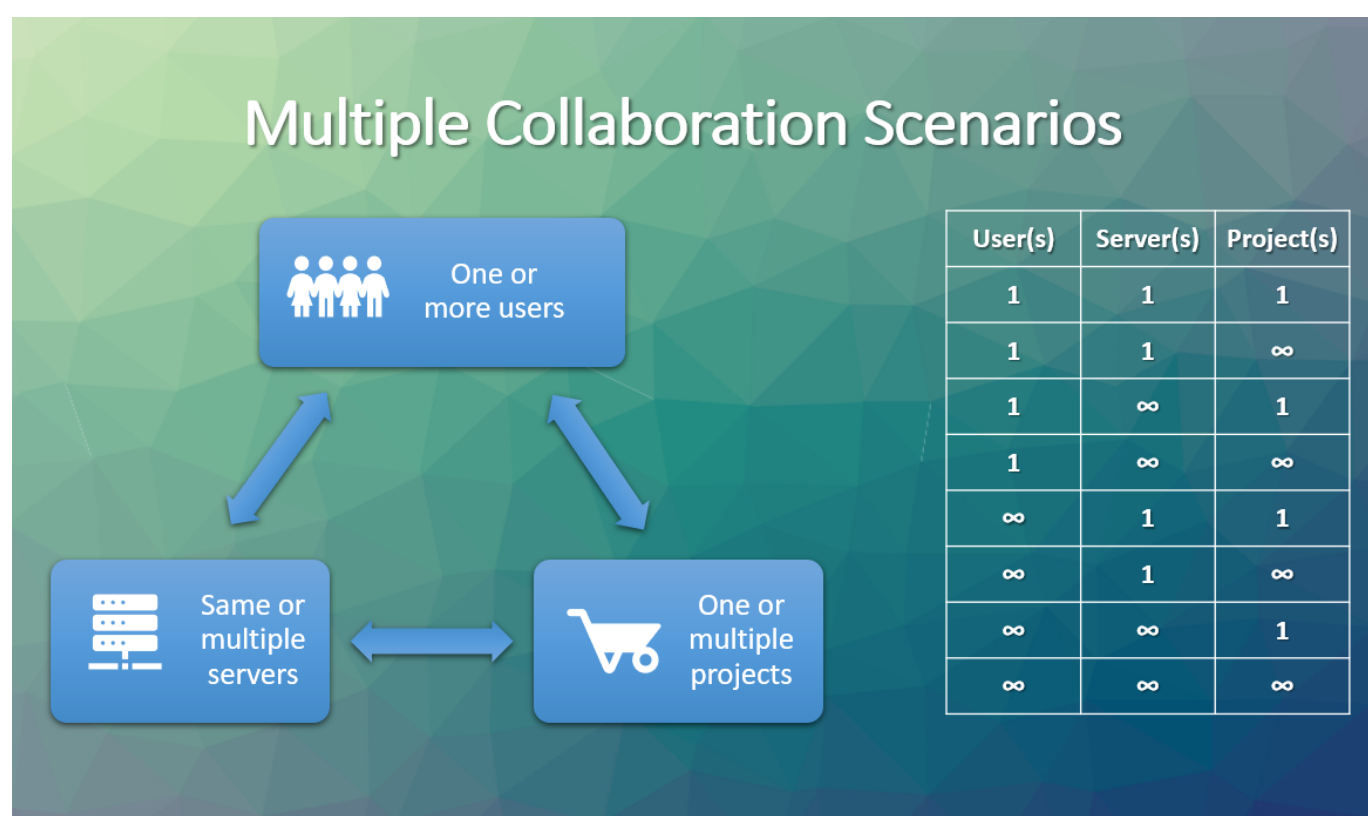 Multiple Collaboration Scenarios
One or
more users
Same or
multiple
servers
One or
multiple
projects
User(s) Server(s) Project(s)
1 1 1
1 1 ∞
1 ∞ 1
1 ∞ ∞
∞ 1 1
∞ 1 ∞
∞ ∞ 1
∞ ∞ ∞